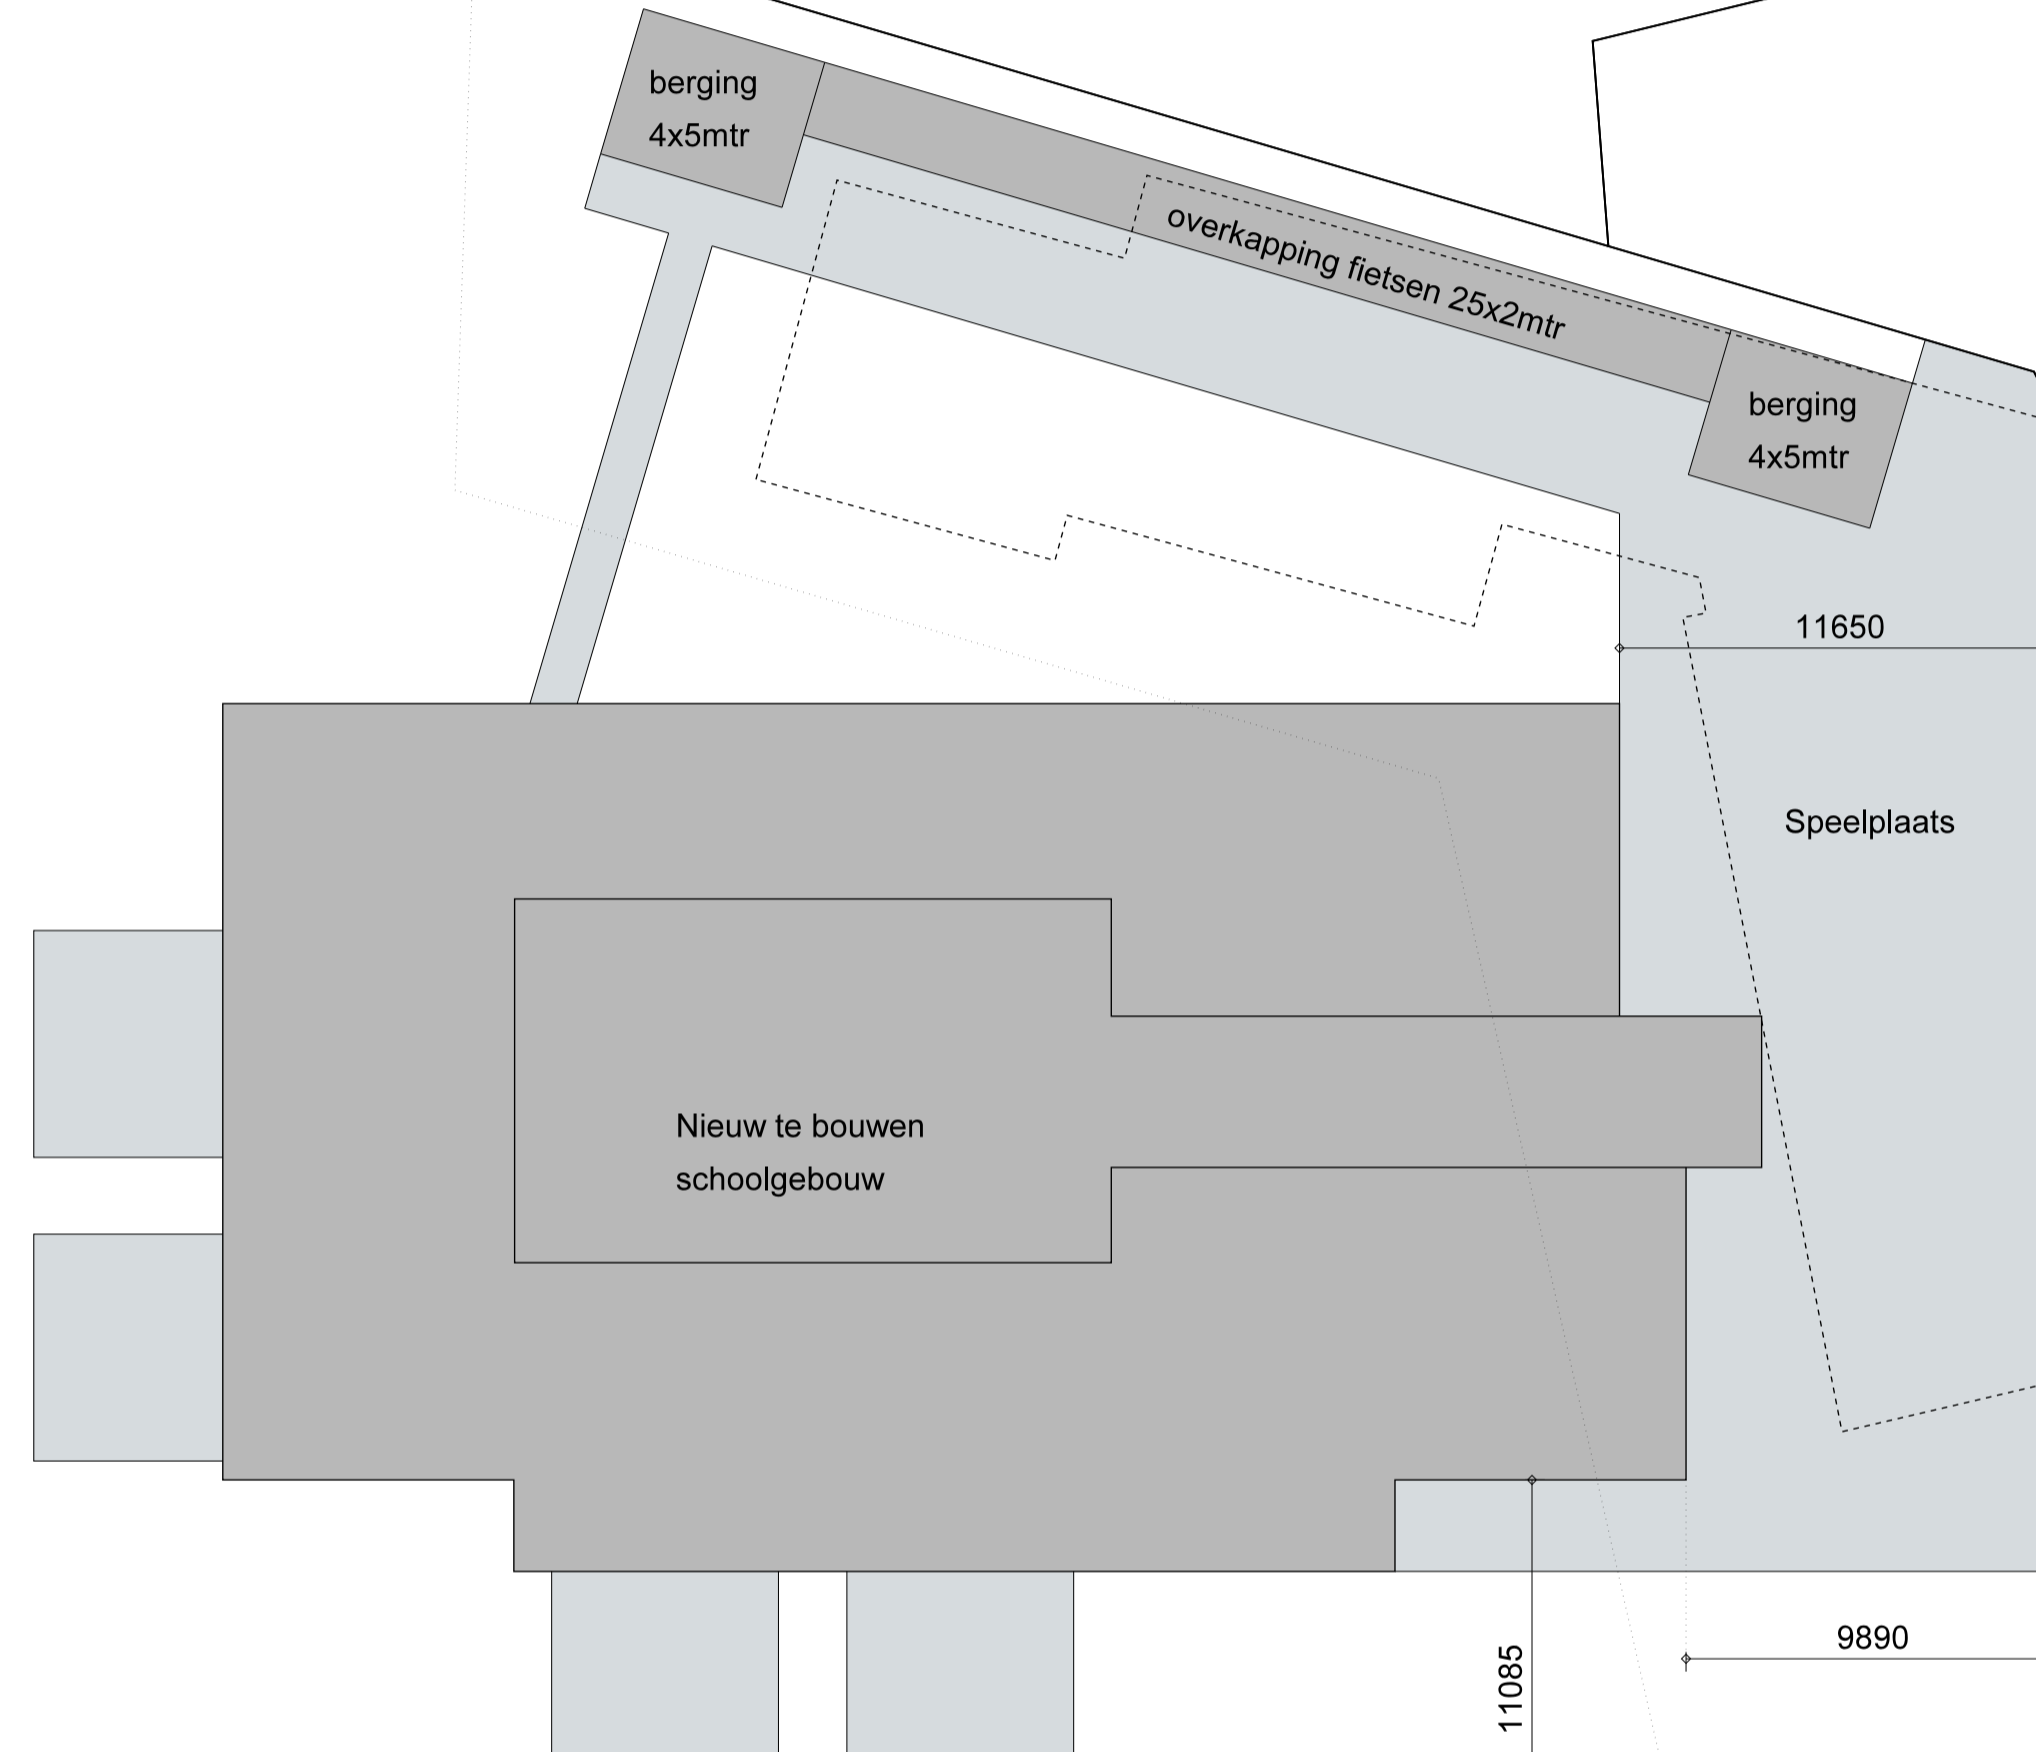 berging
4x5mtr
overkapping fietsen 25x2mtr
berging
4x5mtr
11650
Speelplaats
Nieuw te bouwen
schoolgebouw
11085
9890